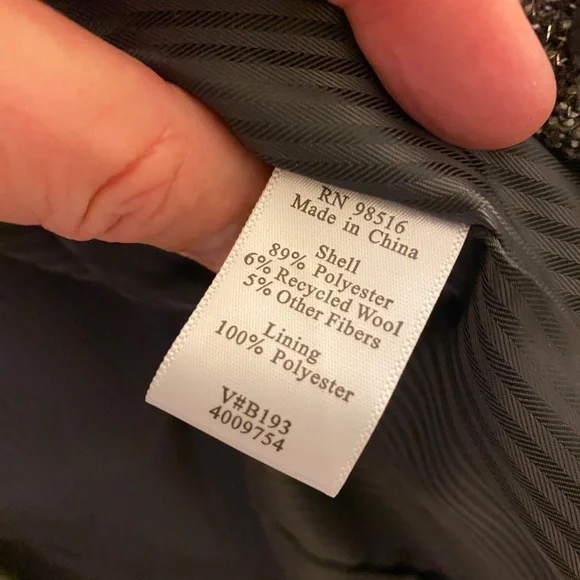 RN 98516
Made in China
Shell
89% Polyester
6% Recycled Wool
5% Other Fibers
Lining
100% Polyester
V#B193
4009754